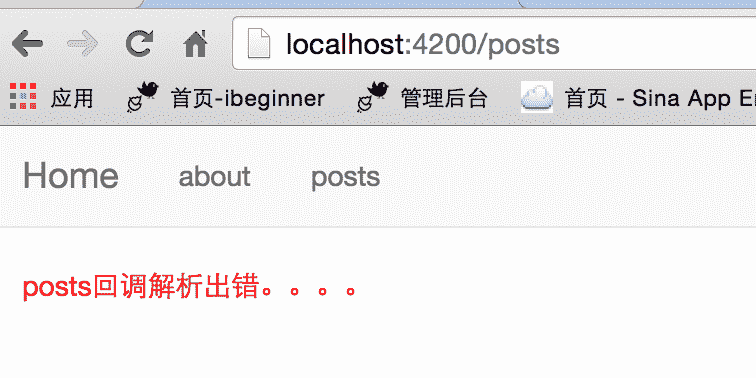 localhost:4200/posts
应用 首页-ibeginner 管理后台 首页 - Sina App E
Home about posts
posts回调解析出错。。。。